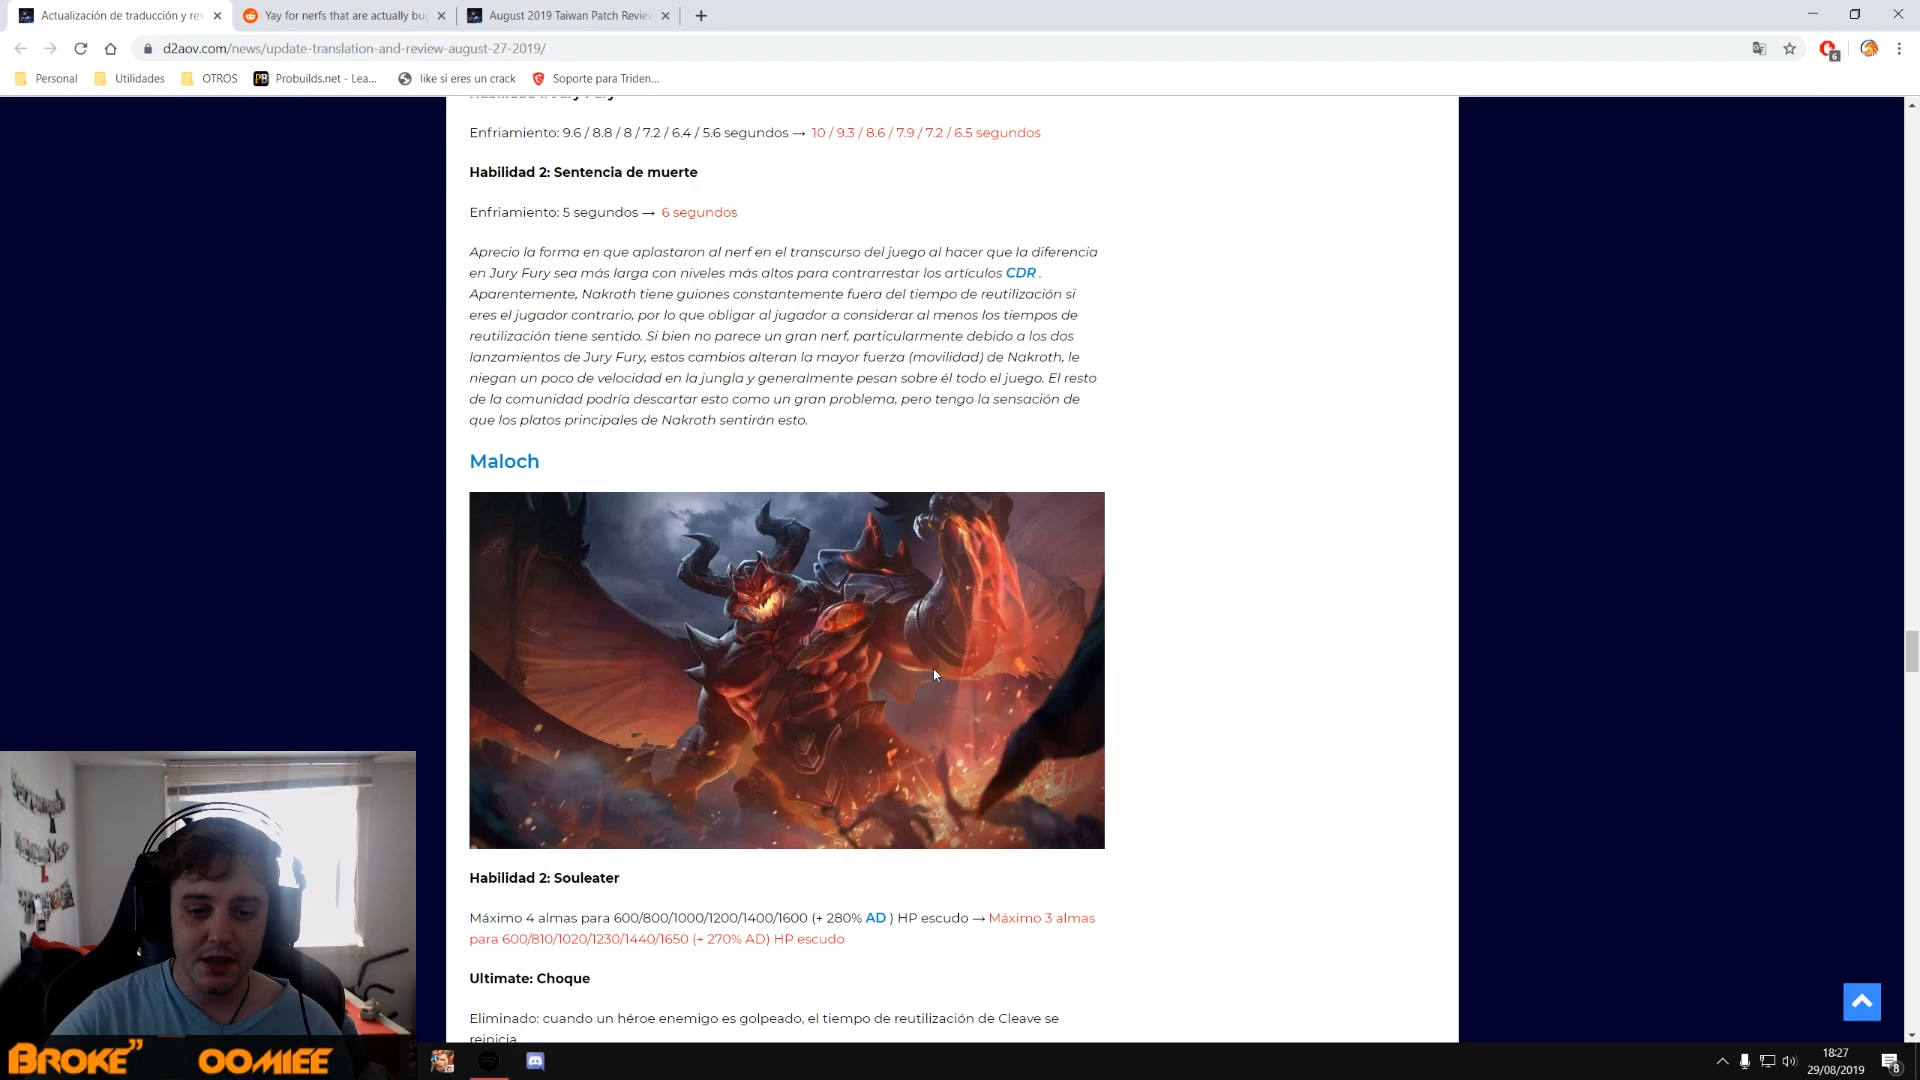 Actualización de traducción y rev
Yay for nerfs that are actually bug
August 2019 Taiwan Patch Review
d2aov.com/news/update-translation-and-review-august-27-2019/
6
Personal
Utilidades
OTROS
Probuilds.net - Lea...
like si eres un crack
Soporte para Triden...
Enfriamiento: 9.6 / 8.8 / 8 / 7.2 / 6.4 / 5.6 segundos → 10 / 9.3 / 8.6 / 7.9 / 7.2 / 6.5 segundos
Habilidad 2: Sentencia de muerte
Enfriamiento: 5 segundos → 6 segundos
Aprecio la forma en que aplastaron al nerf en el transcurso del juego al hacer que la diferencia
en Jury Fury sea más larga con niveles más altos para contrarrestar los artículos CDR .
Aparentemente, Nakroth tiene guiones constantemente fuera del tiempo de reutilización si
eres el jugador contrario, por lo que obligar al jugador a considerar al menos los tiempos de
reutilización tiene sentido. Si bien no parece un gran nerf, particularmente debido a los dos
lanzamientos de Jury Fury, estos cambios alteran la mayor fuerza (movilidad) de Nakroth, le
niegan un poco de velocidad en la jungla y generalmente pesan sobre él todo el juego. El resto
de la comunidad podría descartar esto como un gran problema, pero tengo la sensación de
que los platos principales de Nakroth sentirán esto.
Maloch
Habilidad 2: Souleater
Máximo 4 almas para 600/800/1000/1200/1400/1600 (+ 280% AD ) HP escudo → Máximo 3 almas
para 600/810/1020/1230/1440/1650 (+ 270% AD) HP escudo
Ultimate: Choque
Eliminado: cuando un héroe enemigo es golpeado, el tiempo de reutilización de Cleave se
reinicia
BROKE” OOMIEE
18:27
29/08/2019
8